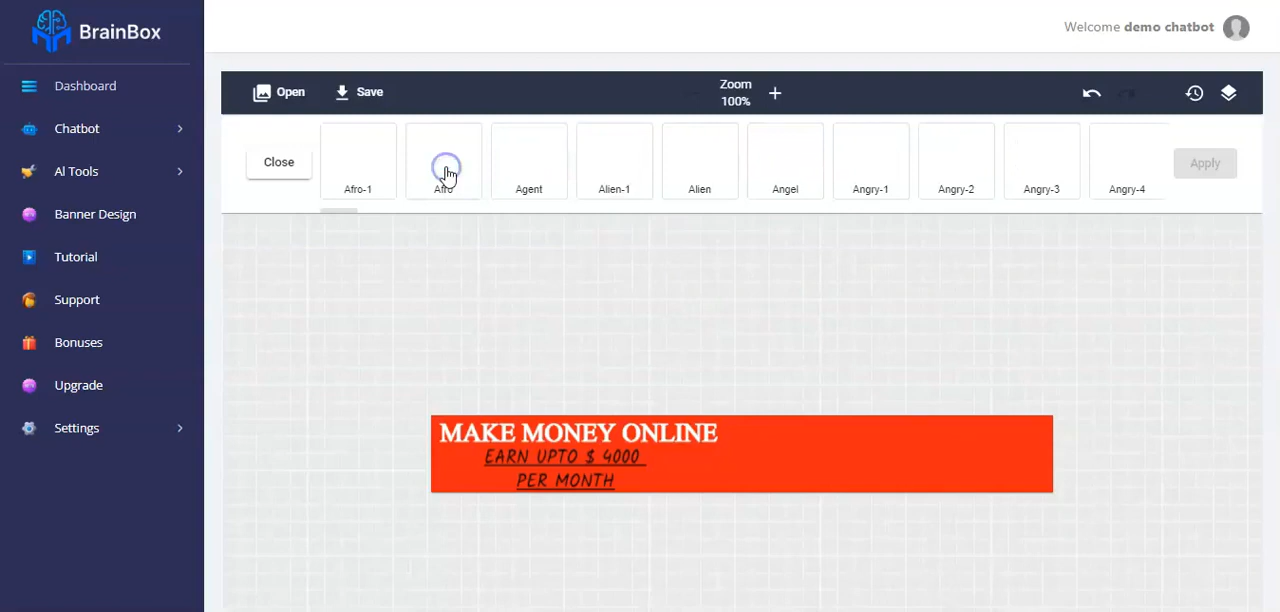 BrainBox
Welcome demo chatbot
Dashboard
Chatbot
AI Tools
Banner Design
Tutorial
Support
Bonuses
Upgrade
Settings
Open
Save
Zoom
100%
Close
Afro-1
Afro
Agent
Alien-1
Alien
Angel
Angry-1
Angry-2
Angry-3
Angry-4
Apply
MAKE MONEY ONLINE
EARN UPTO $ 4000
PER MONTH